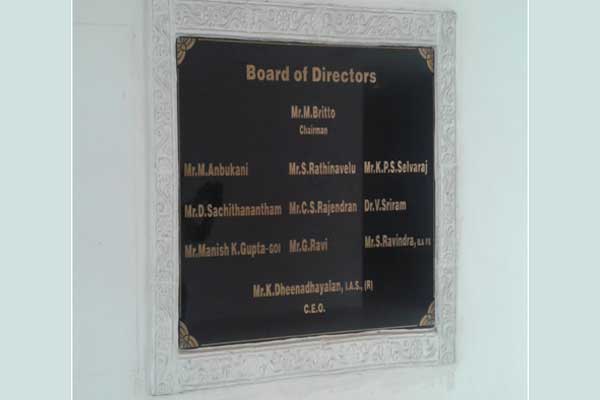 Board of Directors
Mr.M.Britto
Chairman
Mr.M.Anbukani Mr.S.Rathinavelu Mr.K.P.S.Selvaraj
Mr.D.Sachithanantham Mr.C.S.Rajendran Dr.V.Sriram
Mr.Manish K.Gupta-GOI Mr.G.Ravi Mr.S.Ravindra,
Mr.K.Dheenadhayalan, I.A.S., (R)
C.E.O.